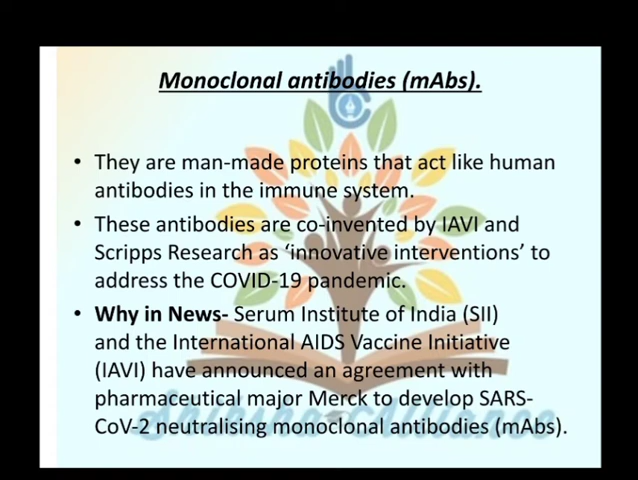 Monoclonal antibodies (mAbs).
• They are man-made proteins that act like human
antibodies in the immune system.
• These antibodies are co-invented by IAVI and
Scripps Research as ‘innovative interventions’ to
address the COVID-19 pandemic.
• Why in News- Serum Institute of India (SII)
and the International AIDS Vaccine Initiative
(IAVI) have announced an agreement with
pharmaceutical major Merck to develop SARS-
CoV-2 neutralising monoclonal antibodies (mAbs).
Shiksha Alliance